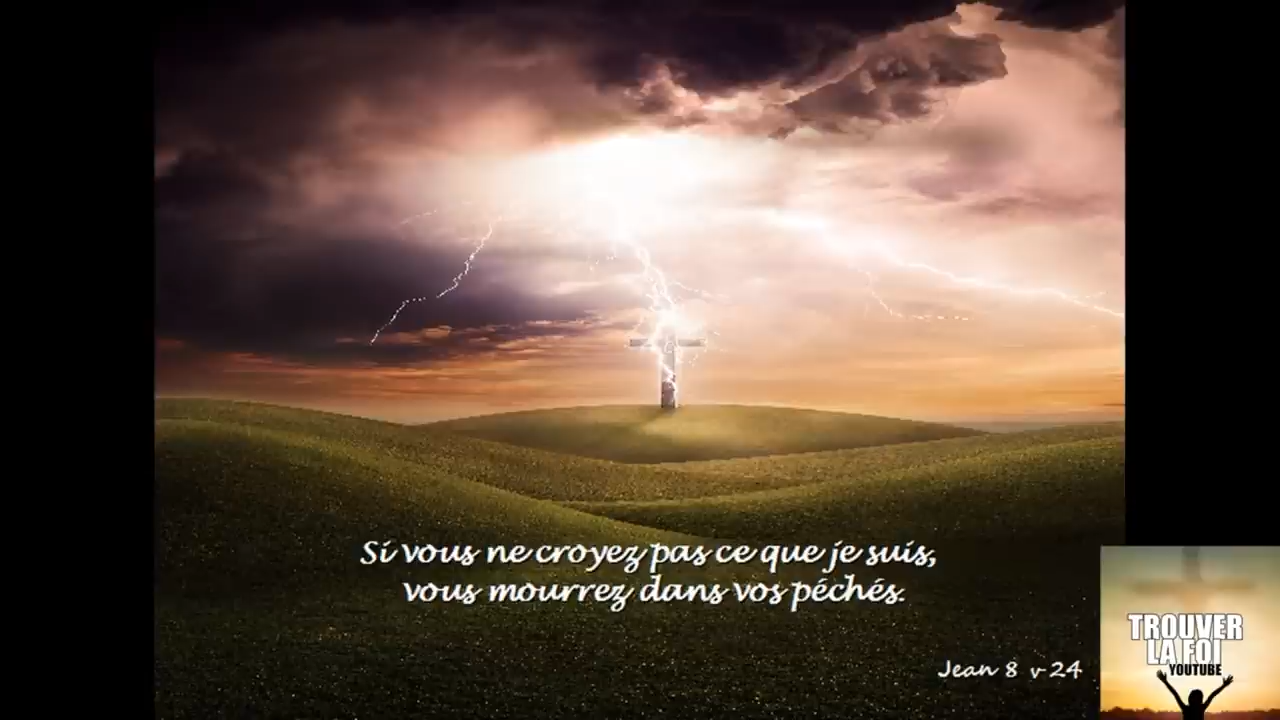 Si vous ne croyez pas ce que je suis,
vous mourrez dans vos péchés.
Jean 8 v 24
TROUVER
LA FOI
YOUTUBE